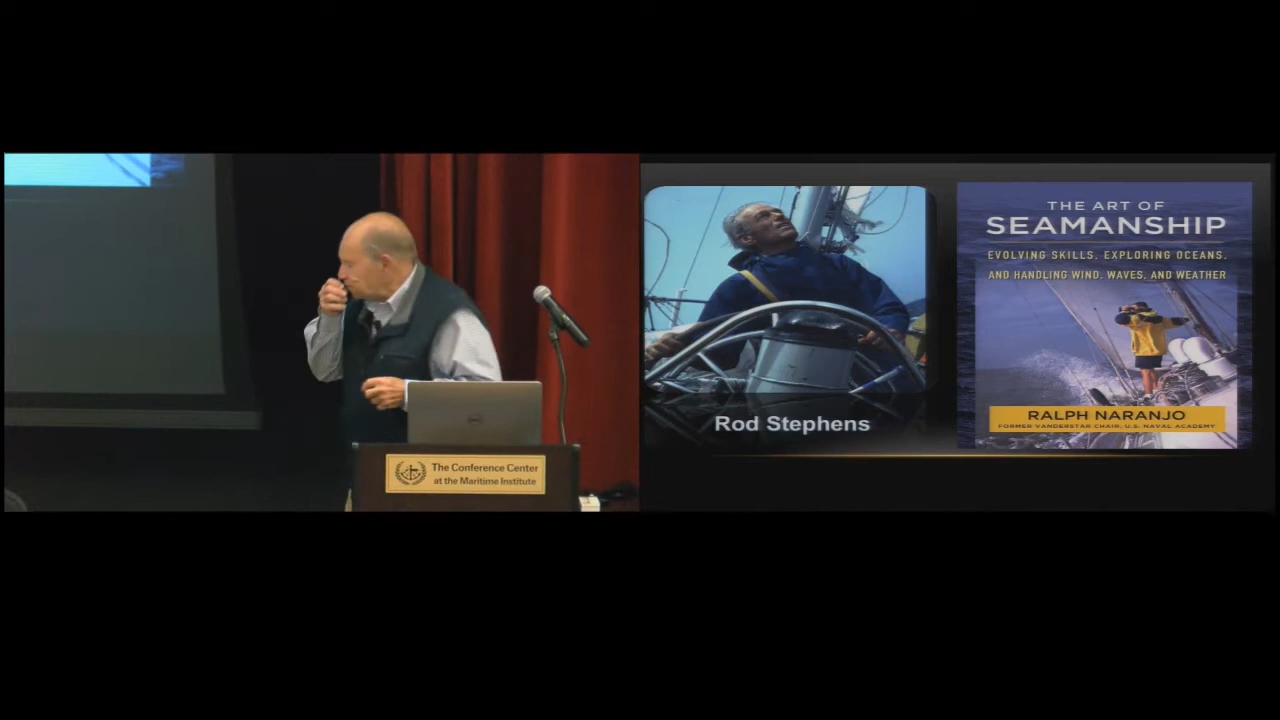 The Conference Center
at the Maritime Institute
Rod Stephens
THE ART OF
SEAMANSHIP
EVOLVING SKILLS, EXPLORING OCEANS,
AND HANDLING WIND, WAVES, AND WEATHER
RALPH NARANJO
FORMER VANDERSTAR CHAIR, U.S. NAVAL ACADEMY